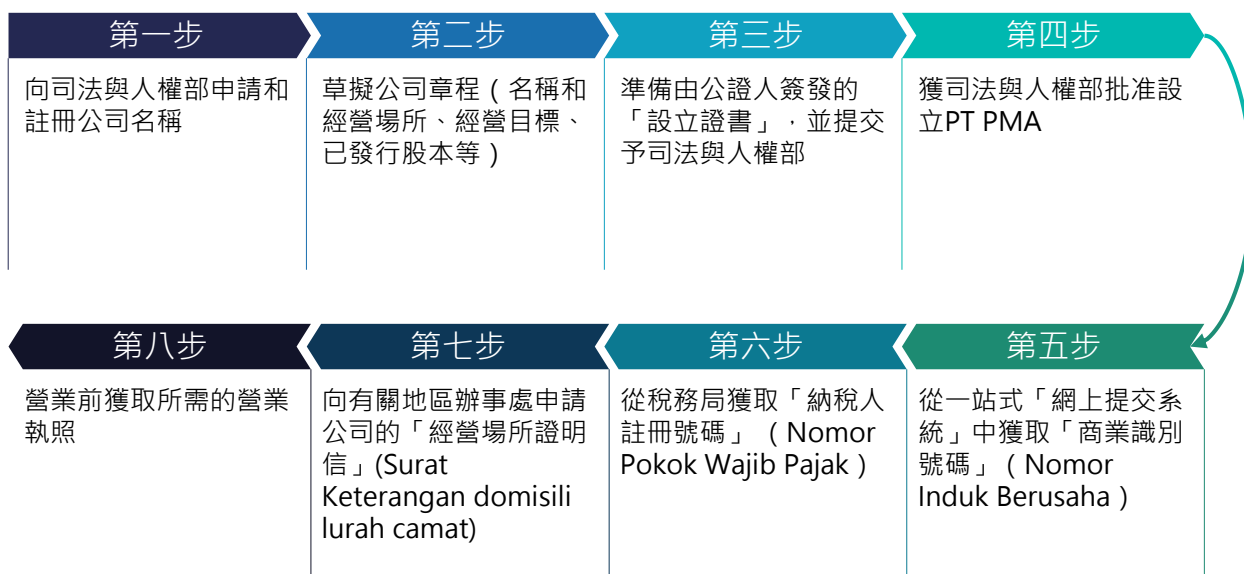 第一步
向司法與人權部申請和
註冊公司名稱
第二步
草擬公司章程（名稱和
經營場所、經營目標、
已發行股本等）
第三步
準備由公證人簽發的
「設立證書」，並提交
予司法與人權部
第四步
獲司法與人權部批准設
立PT PMA
第五步
從一站式「網上提交系
統」中獲取「商業識別
號碼」（Nomor
Induk Berusaha）
第六步
從稅務局獲取「納稅人
註冊號碼」（Nomor
Pokok Wajib Pajak）
第七步
向有關地區辦事處申請
公司的「經營場所證明
信」(Surat
Keterangan domisili
lurah camat)
第八步
營業前獲取所需的營業
執照